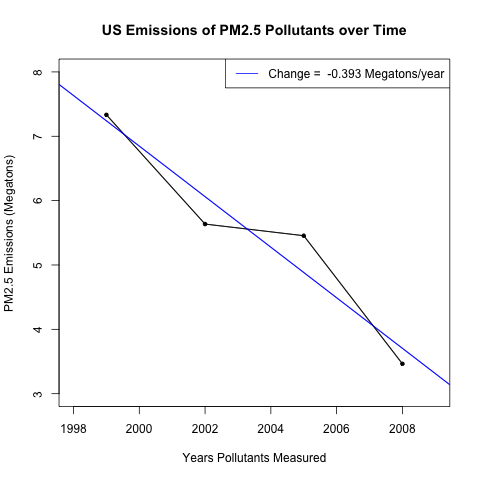 US Emissions of PM2.5 Pollutants over Time
Change =  -0.393 Megatons/year
PM2.5 Emissions (Megatons)
8
7
6
5
4
3
1998 2000 2002 2004 2006 2008
Years Pollutants Measured